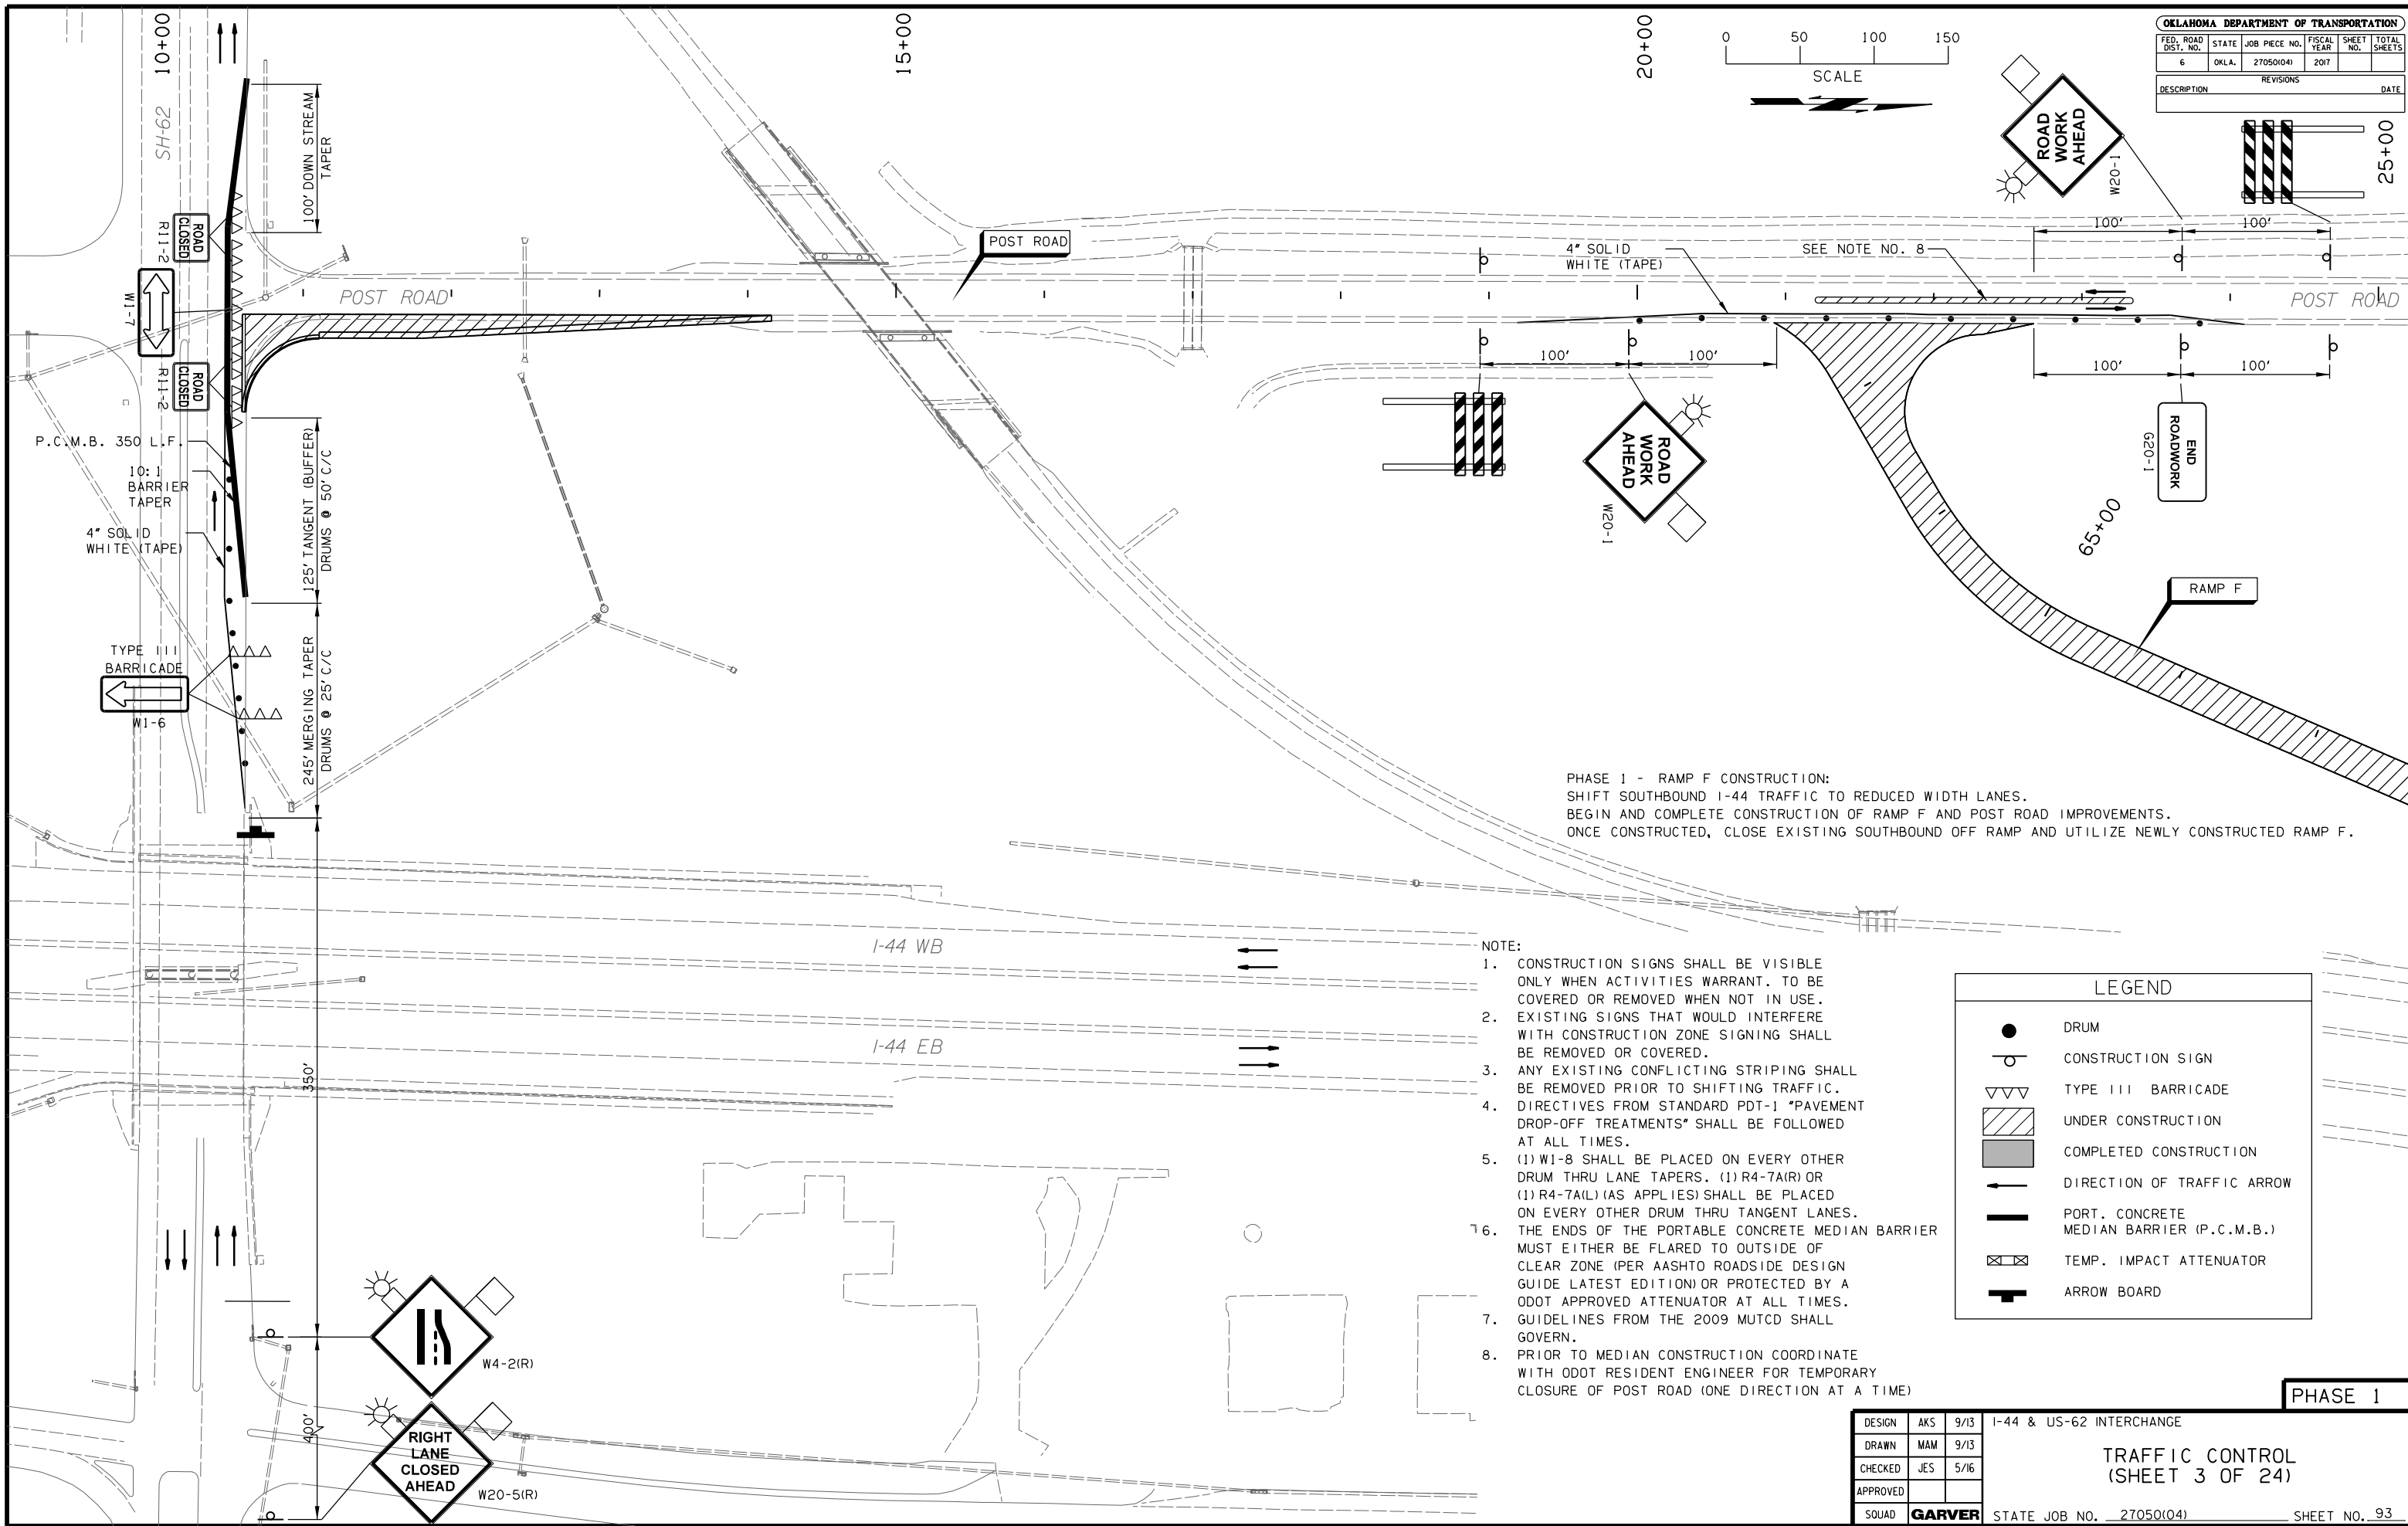 10+00
15+00
20+00
25+00
0 50 100 150
SCALE
OKLAHOMA DEPARTMENT OF TRANSPORTATION
FED. ROAD DIST. NO. STATE JOB PIECE NO. FISCAL YEAR SHEET NO. TOTAL SHEETS
6 OKLA. 27050(04) 2017
REVISIONS
DESCRIPTION DATE
SH-62
100' DOWN STREAM
TAPER
ROAD
CLOSED
R11-2
W1-7
ROAD
CLOSED
R11-2
P.C.M.B. 350 L.F.
10:1
BARRIER
TAPER
4" SOLID
WHITE (TAPE)
125' TANGENT (BUFFER)
DRUMS @ 50' C/C
TYPE III
BARRICADE
W1-6
245' MERGING TAPER
DRUMS @ 25' C/C
350'
400'
POST ROAD
POST ROAD
4" SOLID
WHITE (TAPE)
SEE NOTE NO. 8
POST ROAD
ROAD
WORK
AHEAD
W20-1
100'
100'
100'
100'
100'
100'
ROAD
WORK
AHEAD
W20-1
END
ROADWORK
G20-1
65+00
RAMP F
PHASE 1 - RAMP F CONSTRUCTION:
SHIFT SOUTHBOUND I-44 TRAFFIC TO REDUCED WIDTH LANES.
BEGIN AND COMPLETE CONSTRUCTION OF RAMP F AND POST ROAD IMPROVEMENTS.
ONCE CONSTRUCTED, CLOSE EXISTING SOUTHBOUND OFF RAMP AND UTILIZE NEWLY CONSTRUCTED RAMP F.
I-44 WB
I-44 EB
W4-2(R)
RIGHT
LANE
CLOSED
AHEAD
W20-5(R)
NOTE:
1. CONSTRUCTION SIGNS SHALL BE VISIBLE
ONLY WHEN ACTIVITIES WARRANT. TO BE
COVERED OR REMOVED WHEN NOT IN USE.
2. EXISTING SIGNS THAT WOULD INTERFERE
WITH CONSTRUCTION ZONE SIGNING SHALL
BE REMOVED OR COVERED.
3. ANY EXISTING CONFLICTING STRIPING SHALL
BE REMOVED PRIOR TO SHIFTING TRAFFIC.
4. DIRECTIVES FROM STANDARD PDT-1 "PAVEMENT
DROP-OFF TREATMENTS" SHALL BE FOLLOWED
AT ALL TIMES.
5. (1) W1-8 SHALL BE PLACED ON EVERY OTHER
DRUM THRU LANE TAPERS. (1) R4-7A(R) OR
(1) R4-7A(L) (AS APPLIES) SHALL BE PLACED
ON EVERY OTHER DRUM THRU TANGENT LANES.
6. THE ENDS OF THE PORTABLE CONCRETE MEDIAN BARRIER
MUST EITHER BE FLARED TO OUTSIDE OF
CLEAR ZONE (PER AASHTO ROADSIDE DESIGN
GUIDE LATEST EDITION) OR PROTECTED BY A
ODOT APPROVED ATTENUATOR AT ALL TIMES.
7. GUIDELINES FROM THE 2009 MUTCD SHALL
GOVERN.
8. PRIOR TO MEDIAN CONSTRUCTION COORDINATE
WITH ODOT RESIDENT ENGINEER FOR TEMPORARY
CLOSURE OF POST ROAD (ONE DIRECTION AT A TIME)
LEGEND
DRUM
CONSTRUCTION SIGN
TYPE III BARRICADE
UNDER CONSTRUCTION
COMPLETED CONSTRUCTION
DIRECTION OF TRAFFIC ARROW
PORT. CONCRETE
MEDIAN BARRIER (P.C.M.B.)
TEMP. IMPACT ATTENUATOR
ARROW BOARD
PHASE 1
DESIGN AKS 9/13
DRAWN MAM 9/13
CHECKED JES 5/16
APPROVED
SQUAD GARVER
I-44 & US-62 INTERCHANGE
TRAFFIC CONTROL
(SHEET 3 OF 24)
STATE JOB NO. 27050(04) SHEET NO. 93